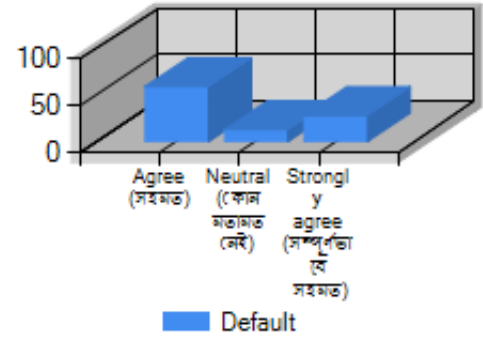 100
50
0
Agree
(সহমত)
Neutral
(কোন
মতামত
নেই)
Strongl
y
agree
(সম্পূর্ণভা
বে
সহমত)
Default